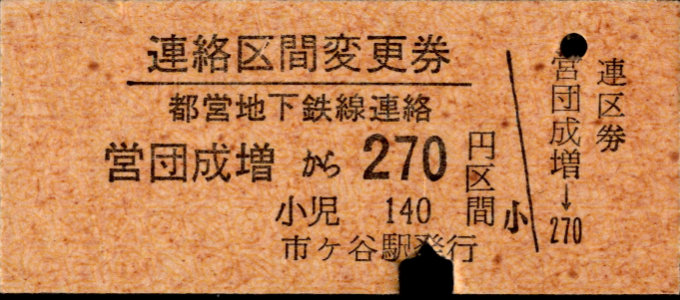 連絡区間変更券
都営地下鉄線連絡
営団成増 から 270 円区間
小児 140
市ケ谷駅発行
小
連区券
営団成増→270